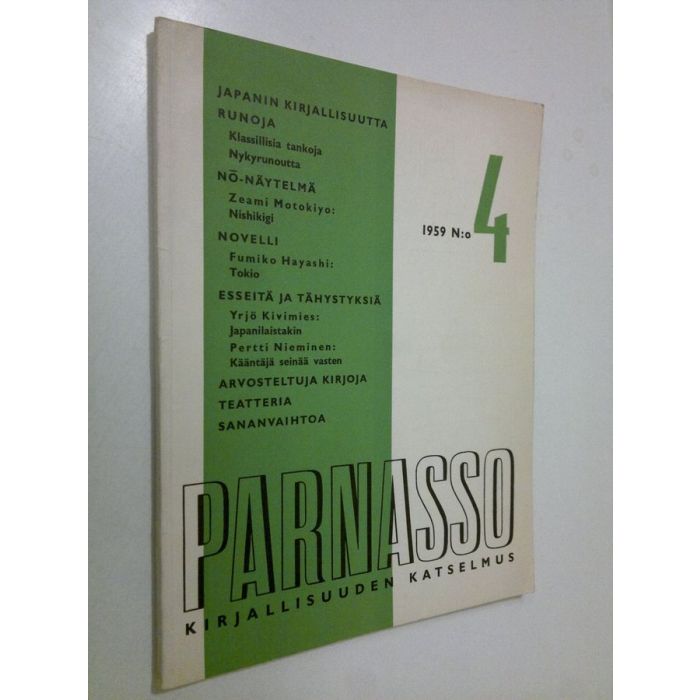 JAPANIN KIRJALLISUUTTA
RUNOJA
Klassillisia tankoja
Nykyrunoutta
NŌ-NÄYTELMÄ
Zeami Motokiyo:
Nishikigi
NOVELLI
Fumiko Hayashi:
Tokio
ESSEITÄ JA TÄHYSTYKSIÄ
Yrjö Kivimies:
Japanilaistakin
Pertti Nieminen:
Kääntäjä seinää vasten
ARVOSTELTUJA KIRJOJA
TEATTERIA
SANANVAIHTOA
1959 N:o 4
PARNASSO
KIRJALLISUUDEN KATSELMUS